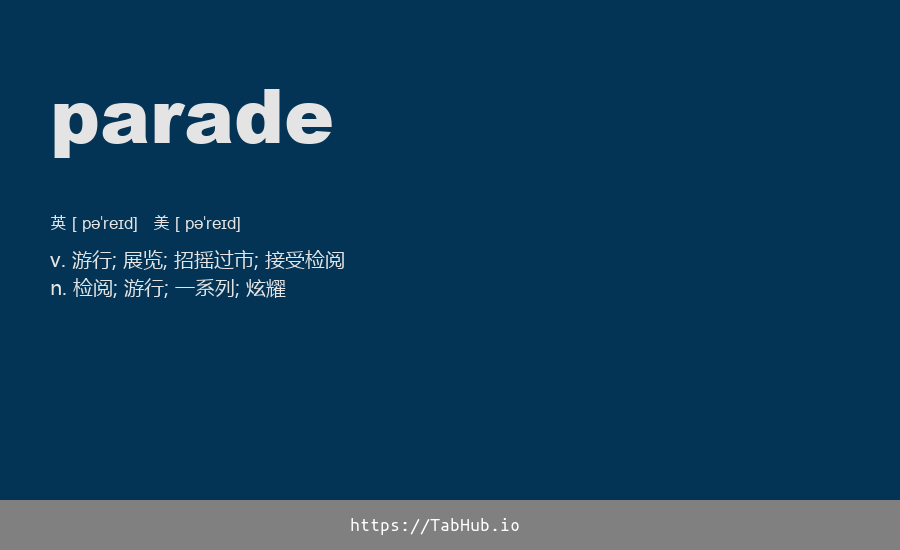 parade
英 [ pəˈreɪd]   美 [ pəˈreɪd]
v. 游行; 展览; 招摇过市; 接受检阅
n. 检阅; 游行; 一系列; 炫耀
https://TabHub.io